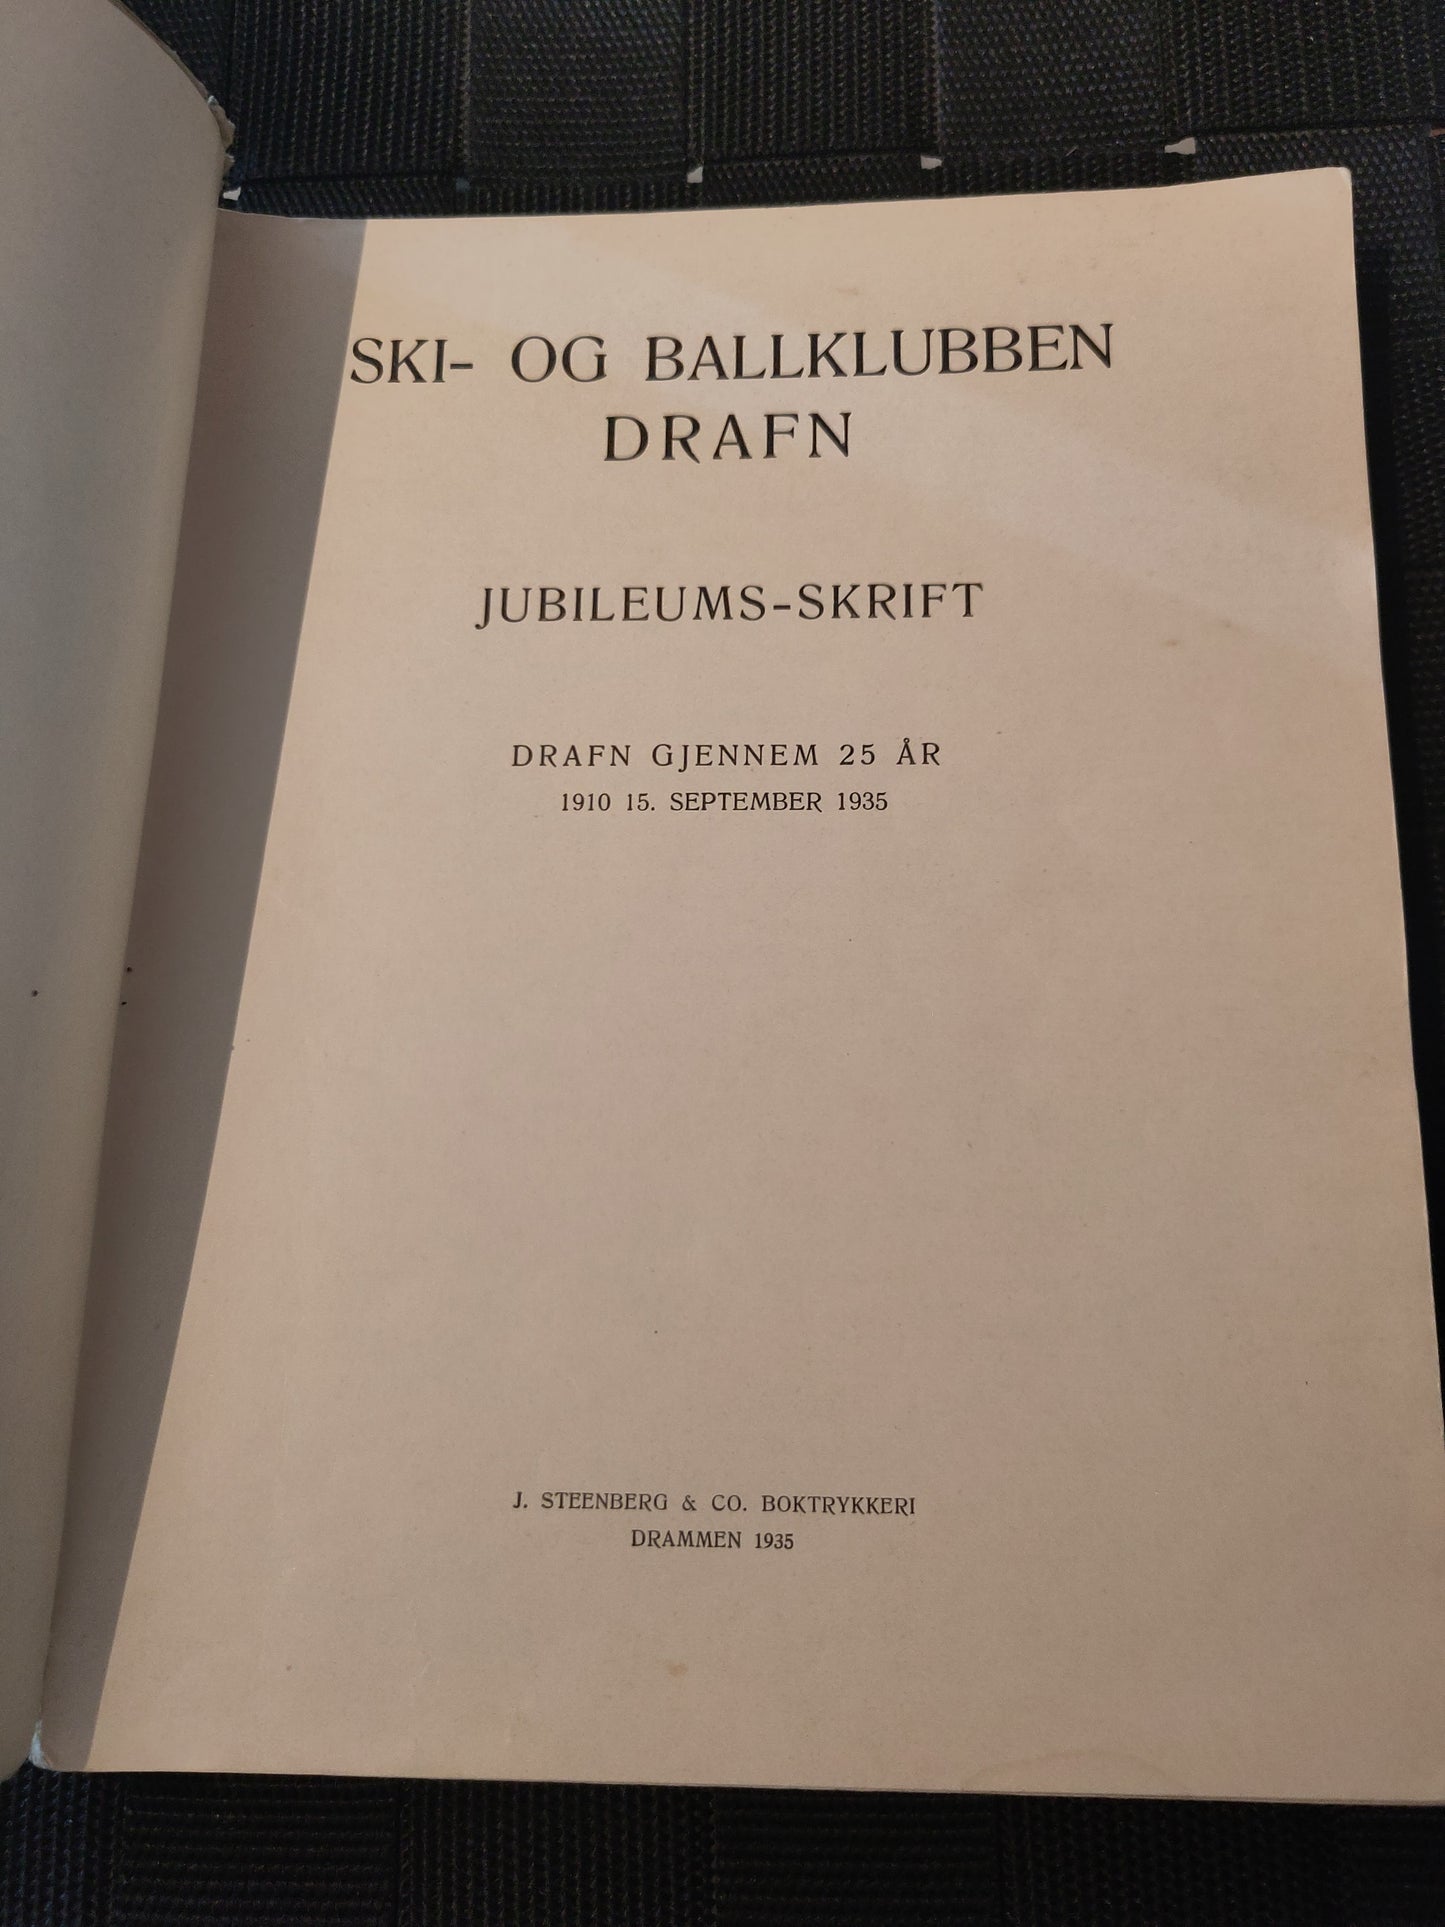 SKI- OG BALLKLUBBEN
DRAFN
JUBILEUMS-SKRIFT
DRAFN GJENNEM 25 ÅR
1910 15. SEPTEMBER 1935
J. STEENBERG & CO. BOKTRYKKERI
DRAMMEN 1935